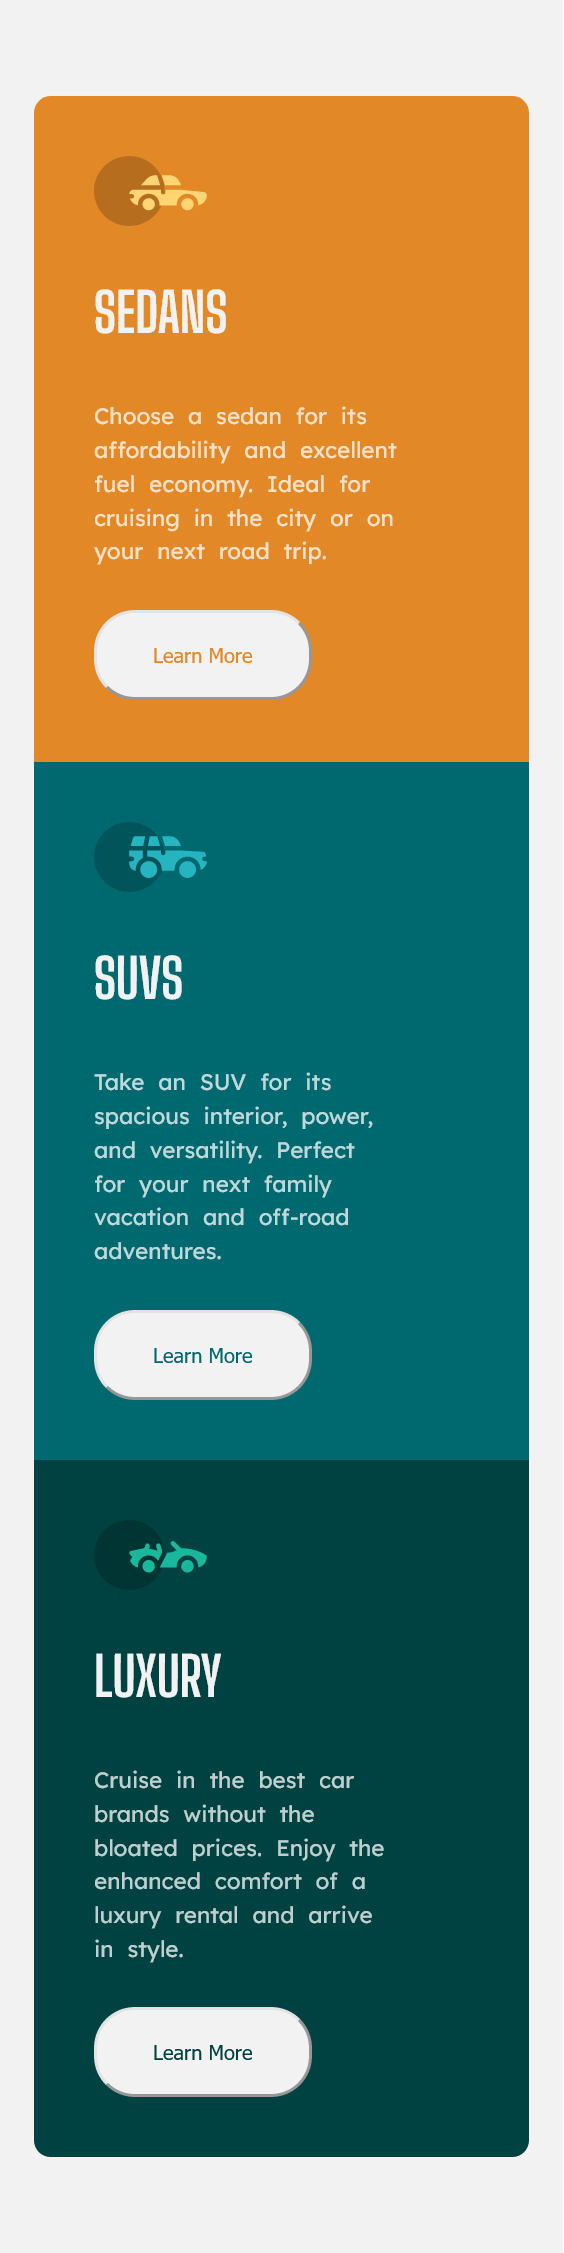 SEDANS
Choose a sedan for its
affordability and excellent
fuel economy. Ideal for
cruising in the city or on
your next road trip.
Learn More
SUVS
Take an SUV for its
spacious interior, power,
and versatility. Perfect
for your next family
vacation and off-road
adventures.
Learn More
LUXURY
Cruise in the best car
brands without the
bloated prices. Enjoy the
enhanced comfort of a
luxury rental and arrive
in style.
Learn More